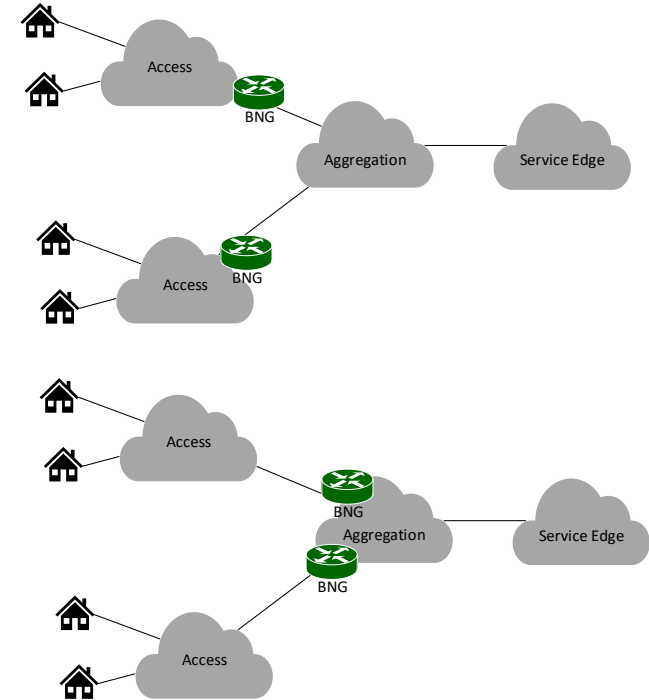 Access
BNG
Aggregation
Service Edge
Access
BNG
Access
BNG
Aggregation
Service Edge
BNG
Access